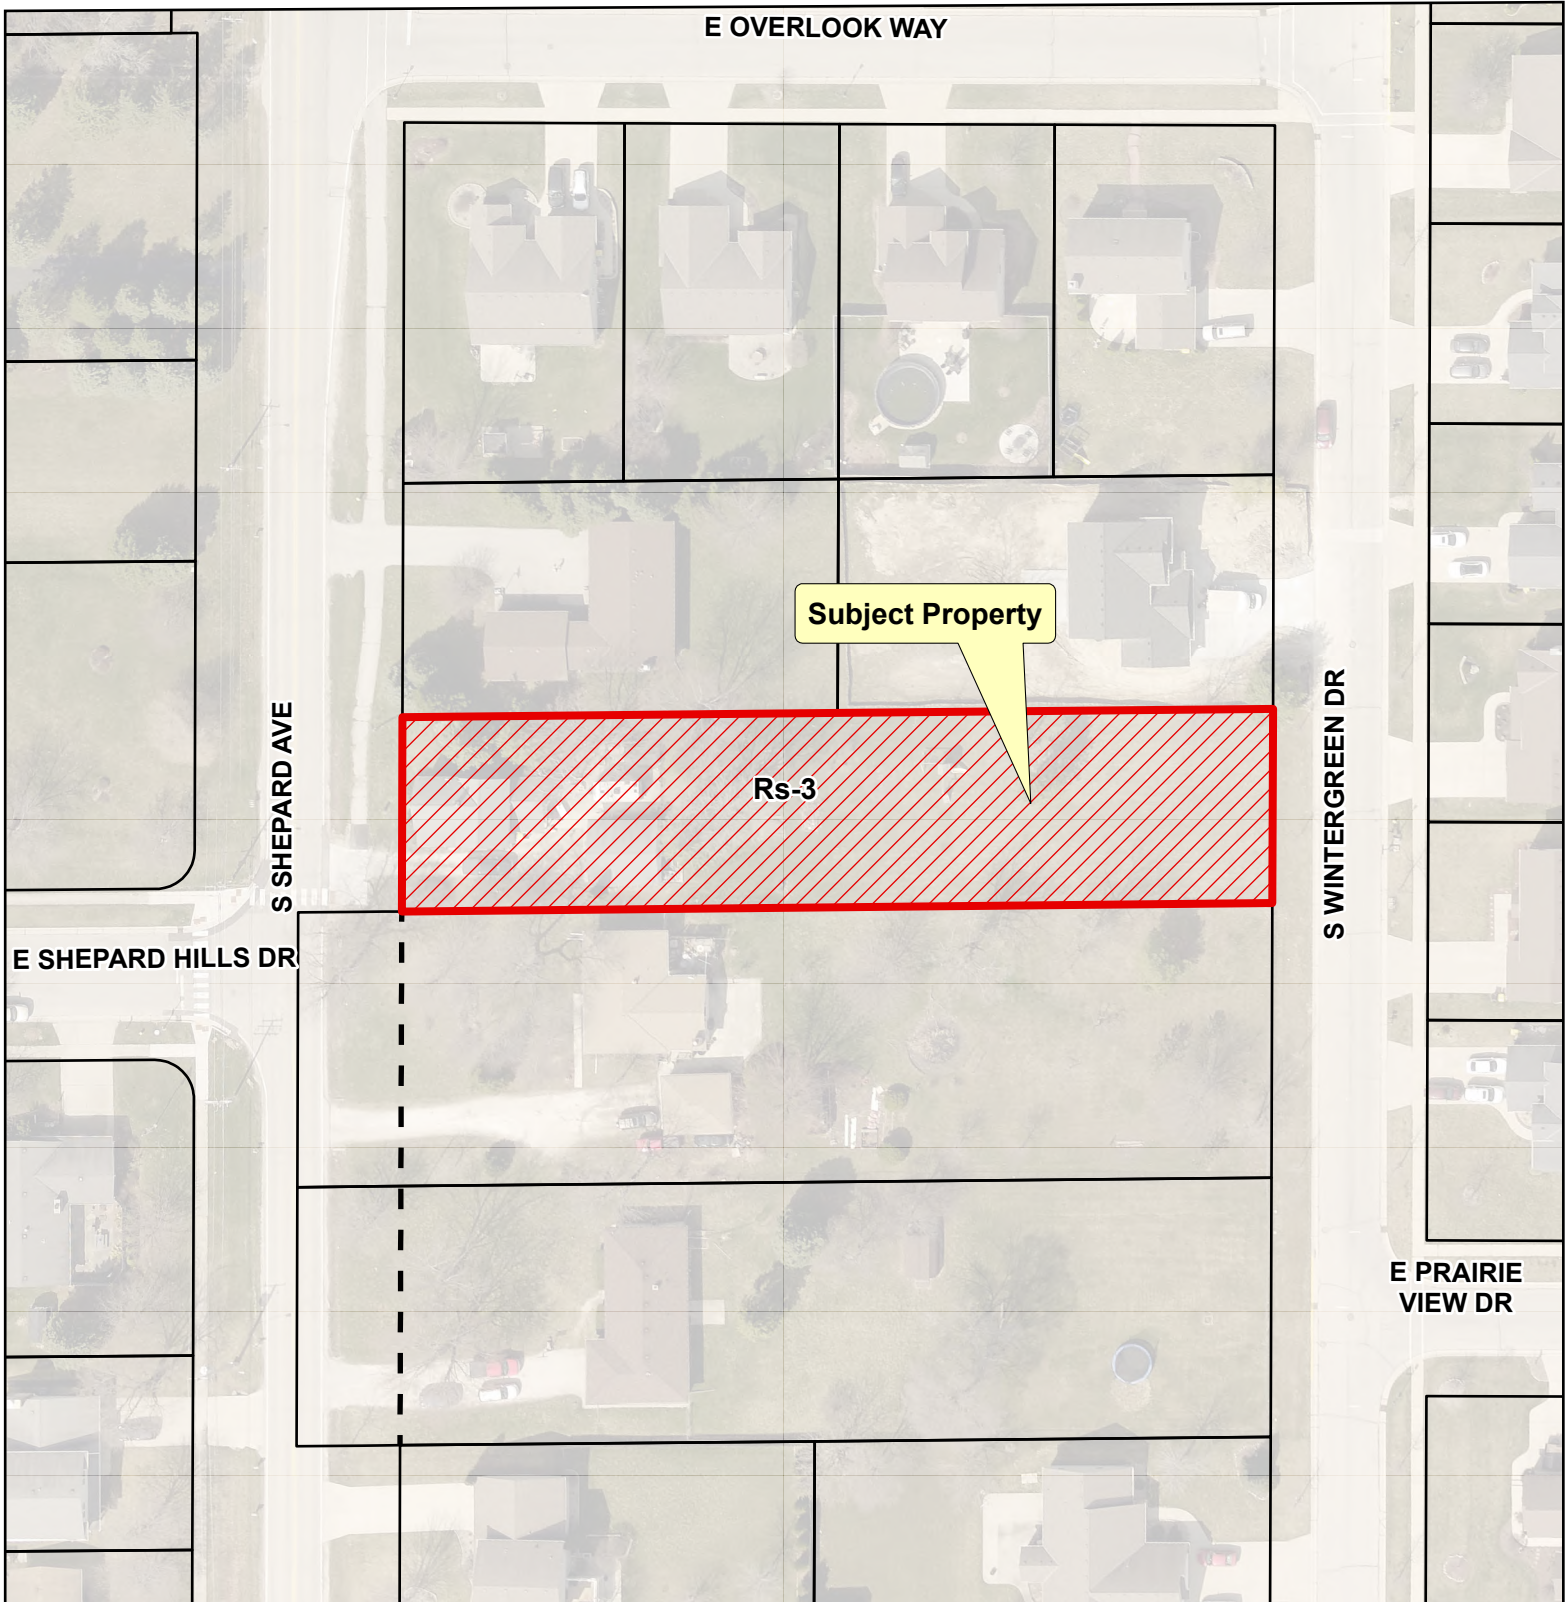 E OVERLOOK WAY
Subject Property
S SHEPARD AVE
Rs-3
S WINTERGREEN DR
E SHEPARD HILLS DR
E PRAIRIE
VIEW DR